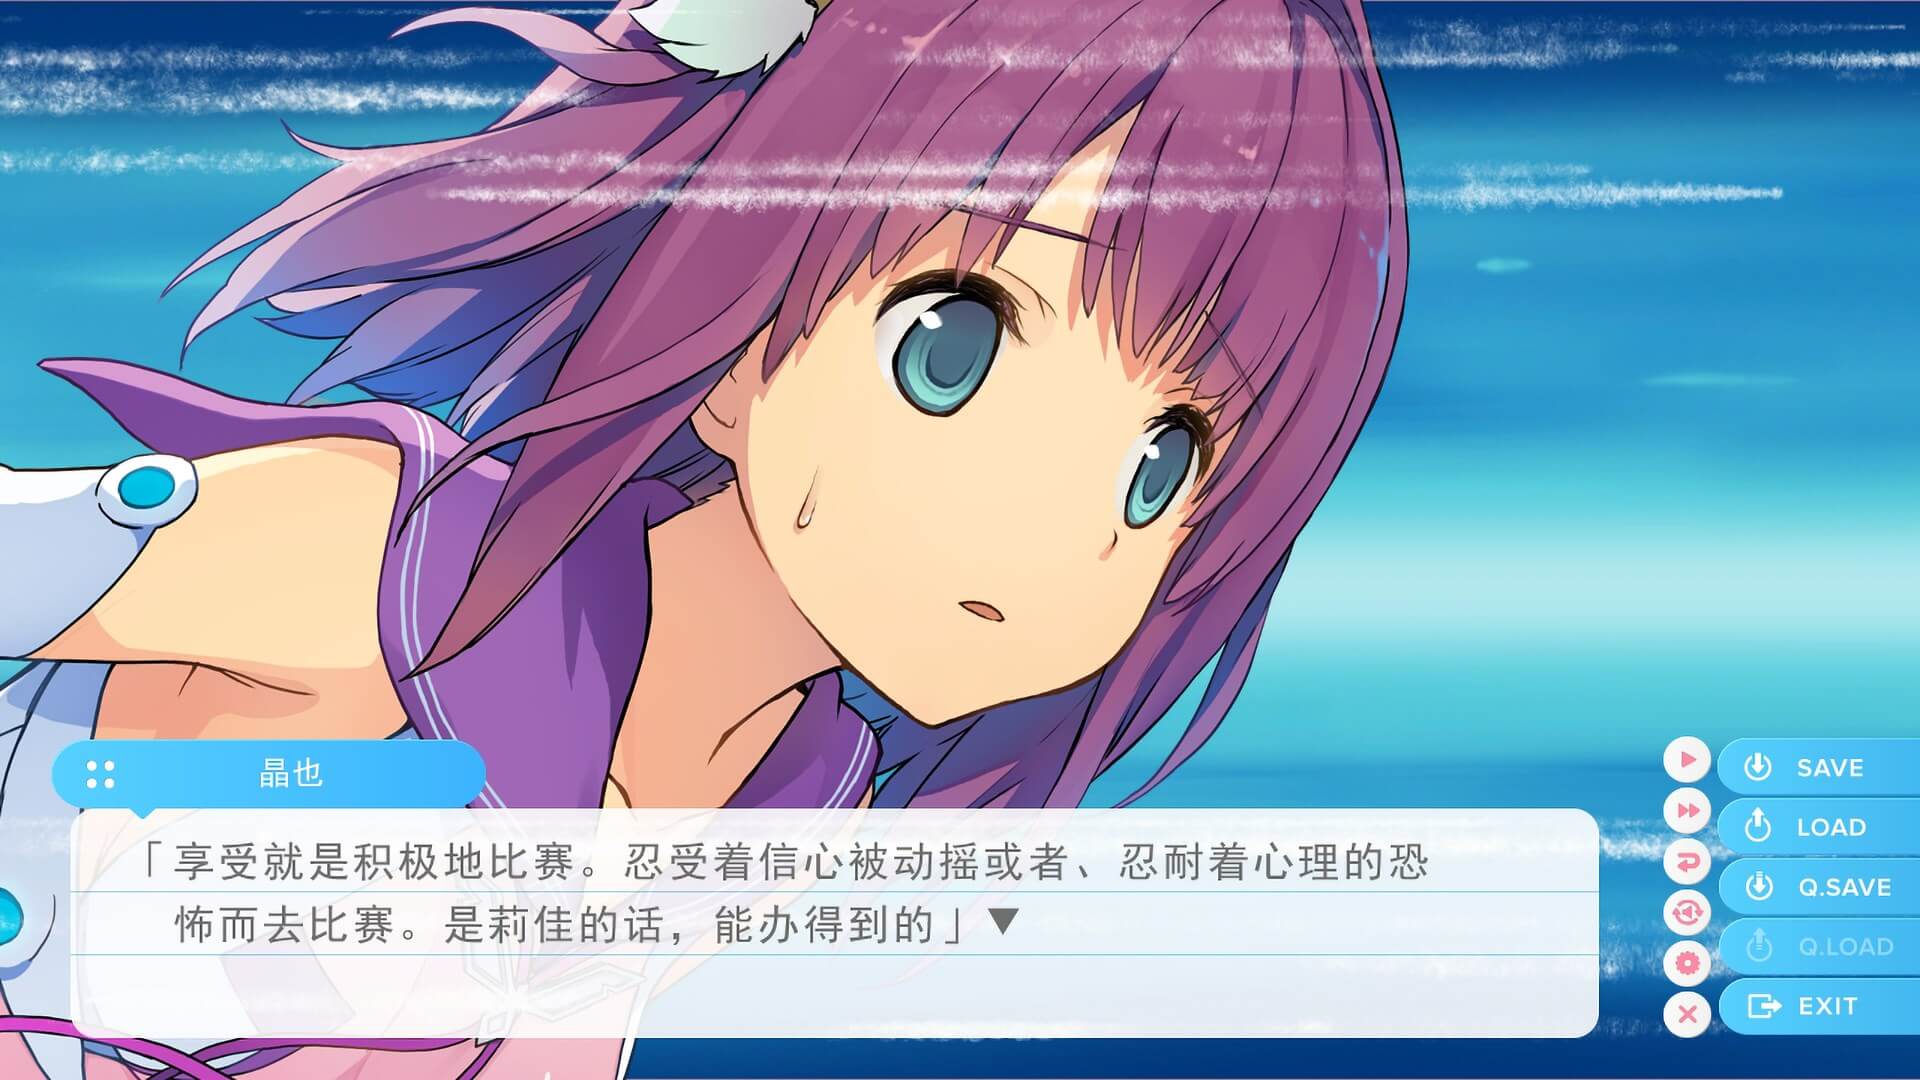 晶也
「享受就是积极地比赛。忍受着信心被动摇或者、忍耐着心理的恐
怖而去比赛。是莉佳的话，能办得到的」▼
SAVE
LOAD
Q.SAVE
Q.LOAD
EXIT